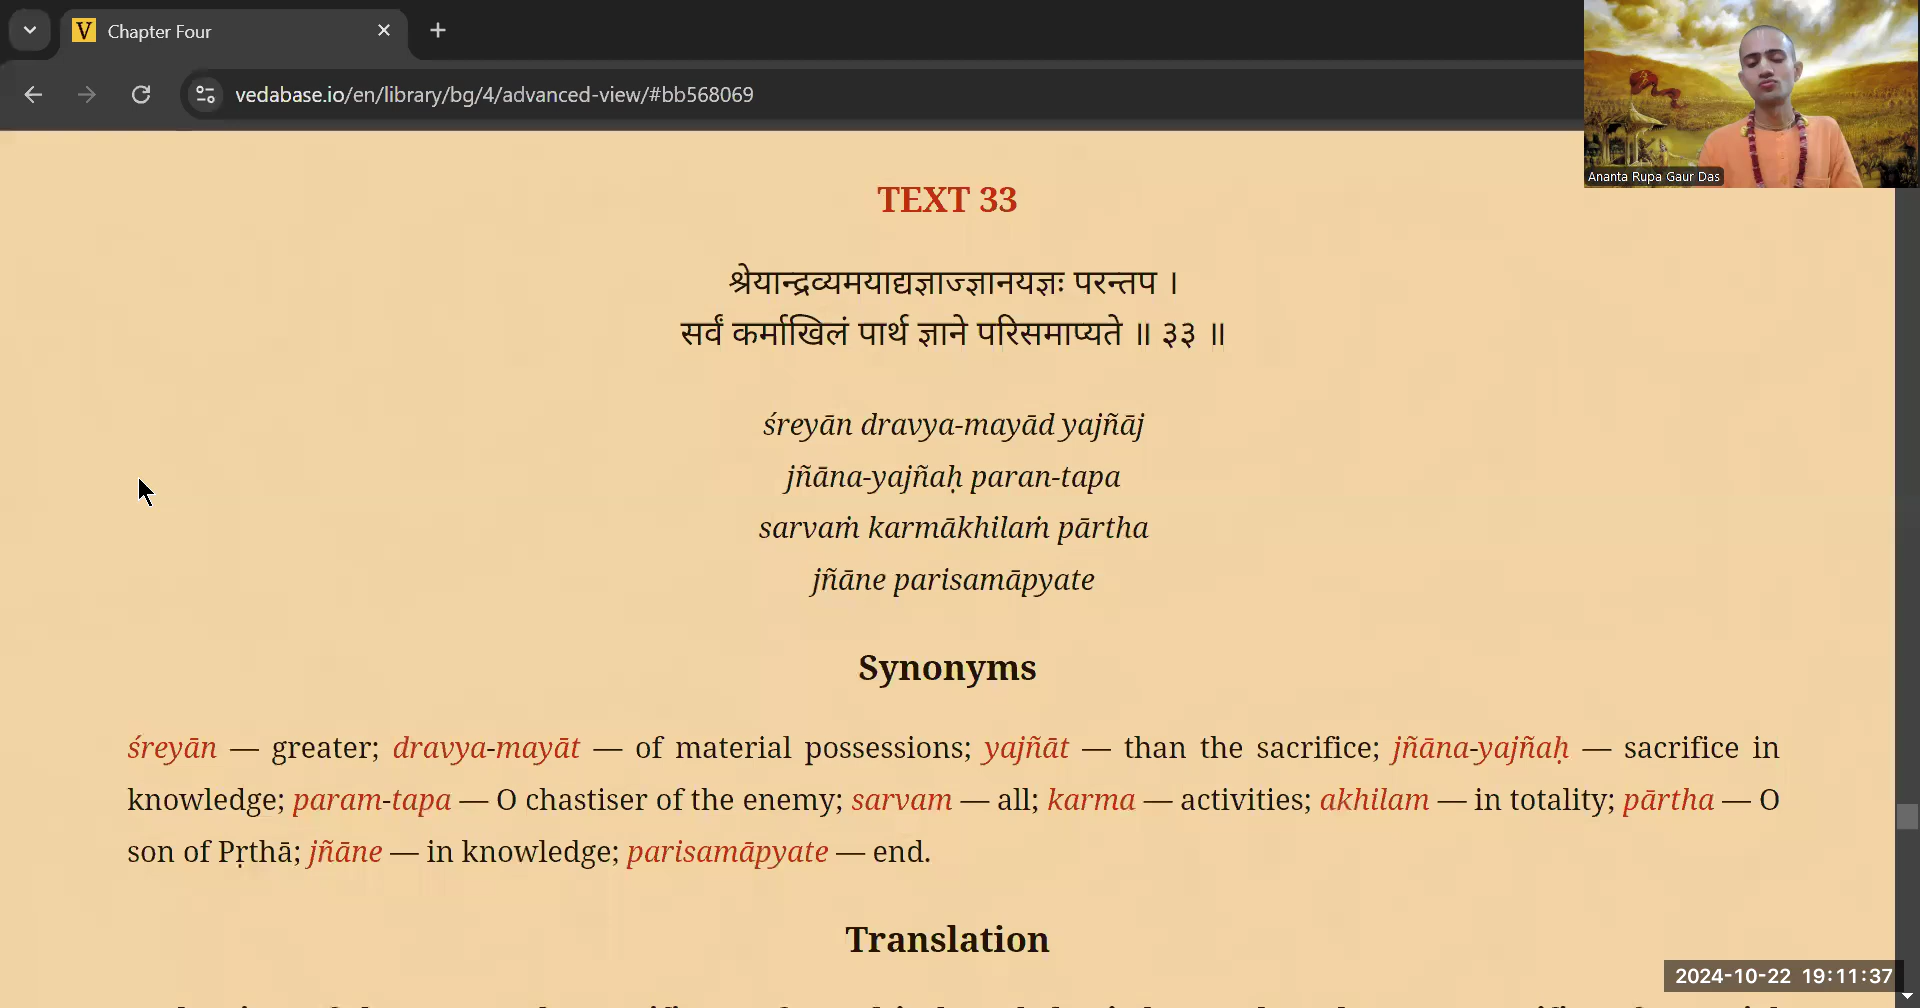 Chapter Four
vedabase.io/en/library/bg/4/advanced-view/#bb568069
Ananta Rupa Gaur Das
TEXT 33
श्रेयान्द्रव्यमयाद्यज्ञाज्ज्ञानयज्ञः परन्तप ।
सर्वं कर्माखिलं पार्थ ज्ञाने परिसमाप्यते ॥ ३३ ॥
śreyān dravya-mayād yajñāj
jñāna-yajñaḥ paran-tapa
sarvaṁ karmākhilaṁ pārtha
jñāne parisamāpyate
Synonyms
śreyān — greater; dravya-mayāt — of material possessions; yajñāt — than the sacrifice; jñāna-yajñaḥ — sacrifice in
knowledge; param-tapa — O chastiser of the enemy; sarvam — all; karma — activities; akhilam — in totality; pārtha — O
son of Pṛthā; jñāne — in knowledge; parisamāpyate — end.
Translation
2024-10-22 19:11:37